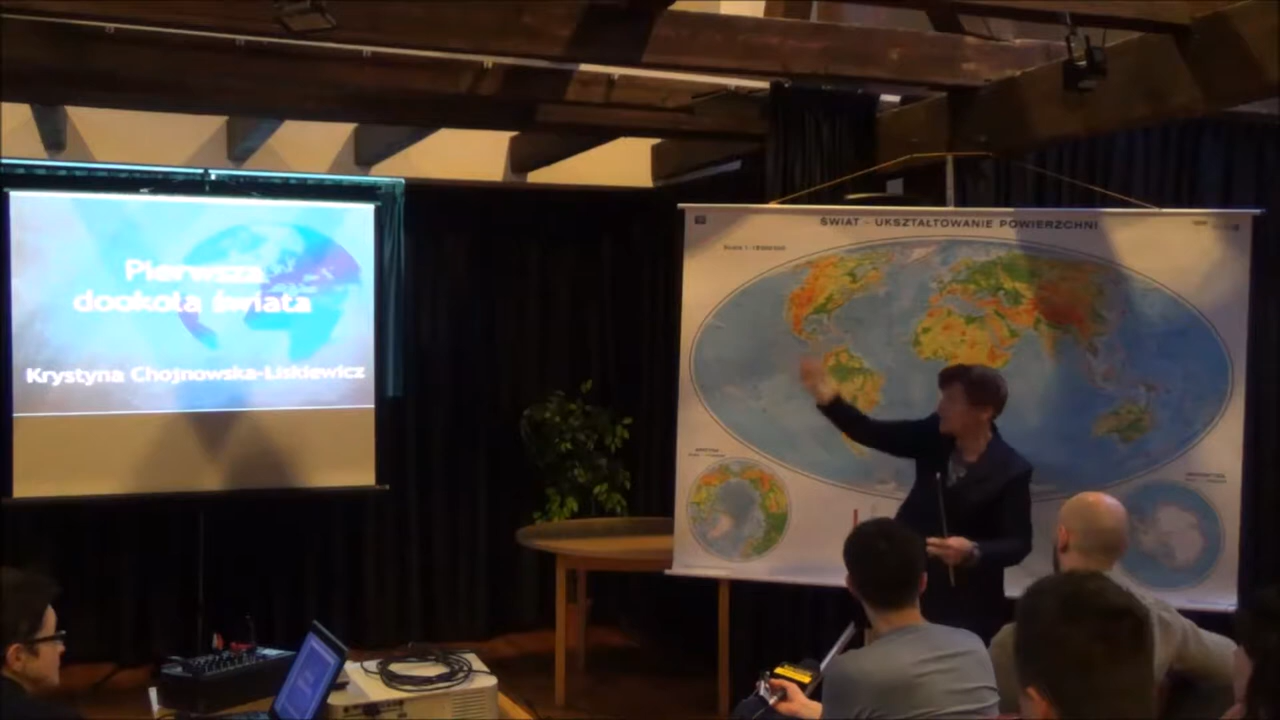 Pierwsza
dookoła świata
Krystyna Chojnowska-Liskiewicz
ŚWIAT - UKSZTAŁTOWANIE POWIERZCHNI